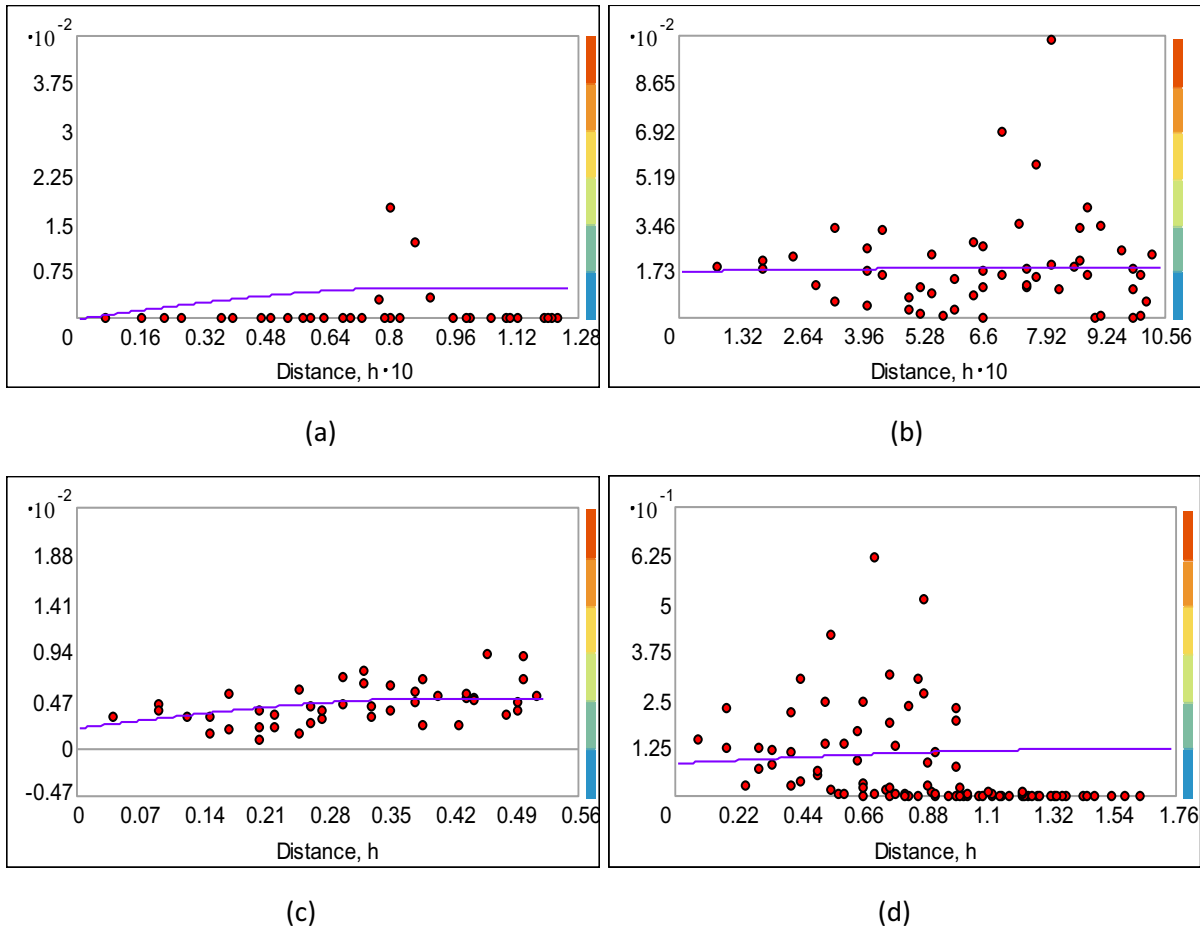 ·10⁻²
3.75
3
2.25
1.5
0.75
0 0.16 0.32 0.48 0.64 0.8 0.96 1.12 1.28
Distance, h·10
(a)
·10⁻²
8.65
6.92
5.19
3.46
1.73
0 1.32 2.64 3.96 5.28 6.6 7.92 9.24 10.56
Distance, h·10
(b)
·10⁻²
1.88
1.41
0.94
0.47
0
-0.47
0 0.07 0.14 0.21 0.28 0.35 0.42 0.49 0.56
Distance, h
(c)
·10⁻¹
6.25
5
3.75
2.5
1.25
0 0.22 0.44 0.66 0.88 1.1 1.32 1.54 1.76
Distance, h
(d)